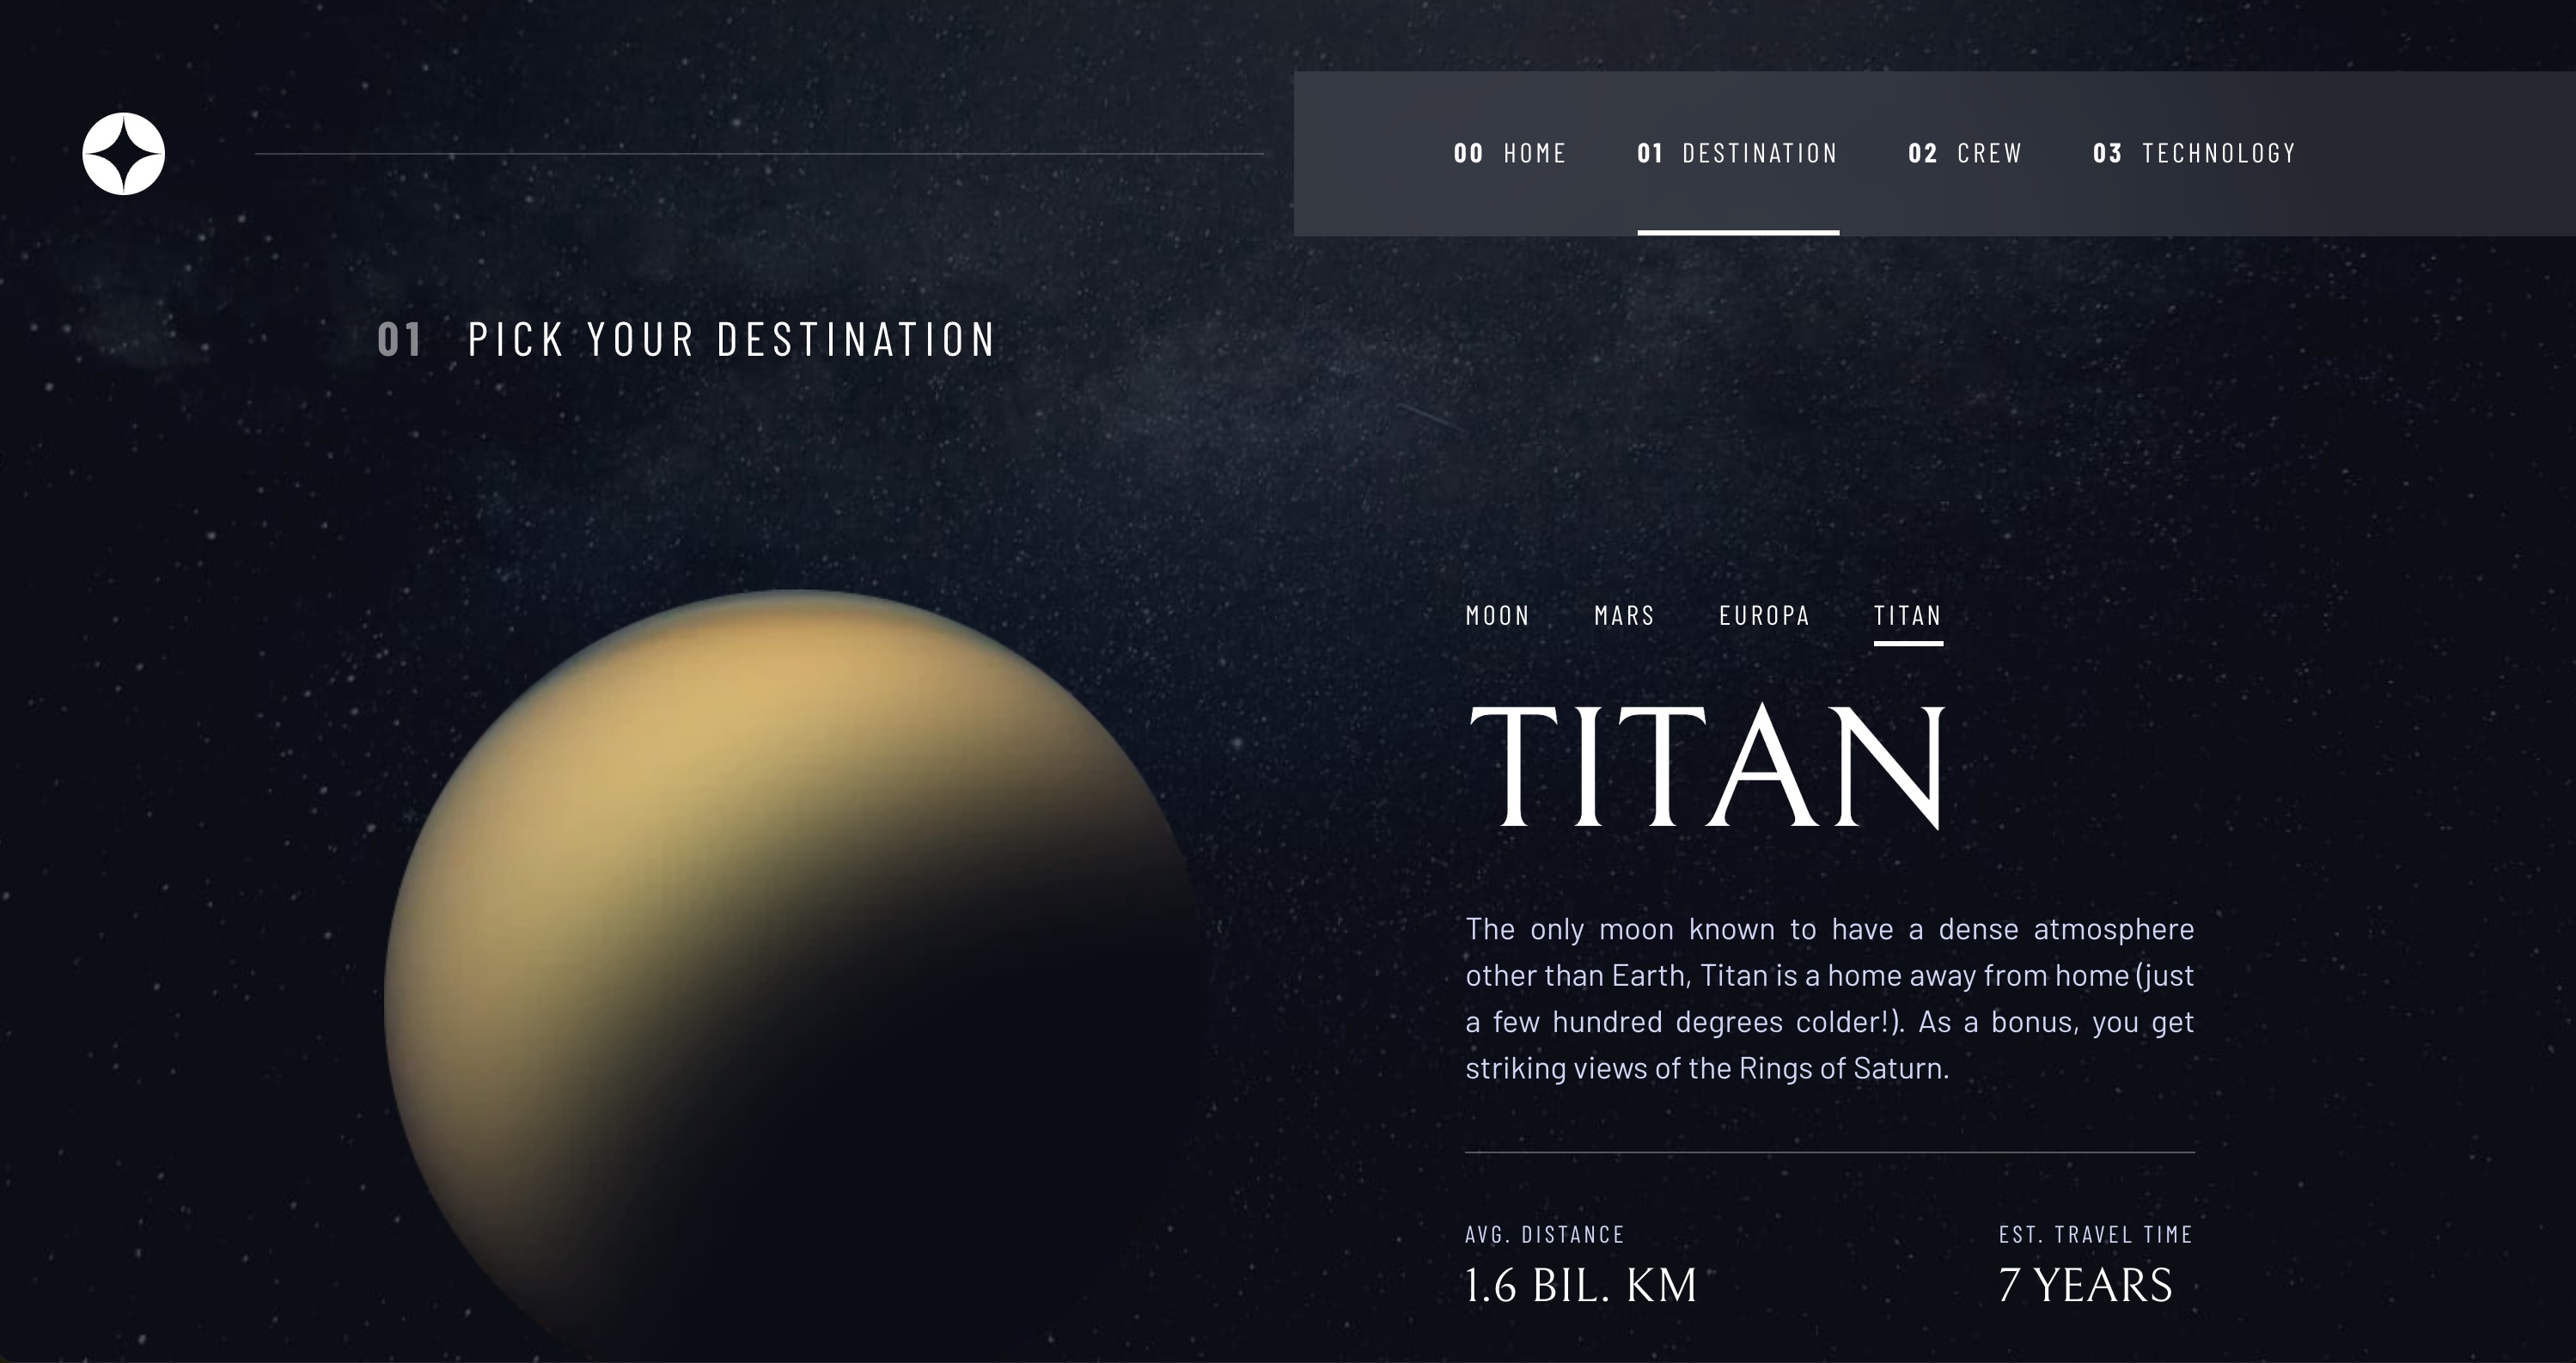 00 HOME 01 DESTINATION 02 CREW 03 TECHNOLOGY
01 PICK YOUR DESTINATION
MOON MARS EUROPA TITAN
TITAN
The only moon known to have a dense atmosphere
other than Earth, Titan is a home away from home (just
a few hundred degrees colder!). As a bonus, you get
striking views of the Rings of Saturn.
AVG. DISTANCE
1.6 BIL. KM
EST. TRAVEL TIME
7 YEARS